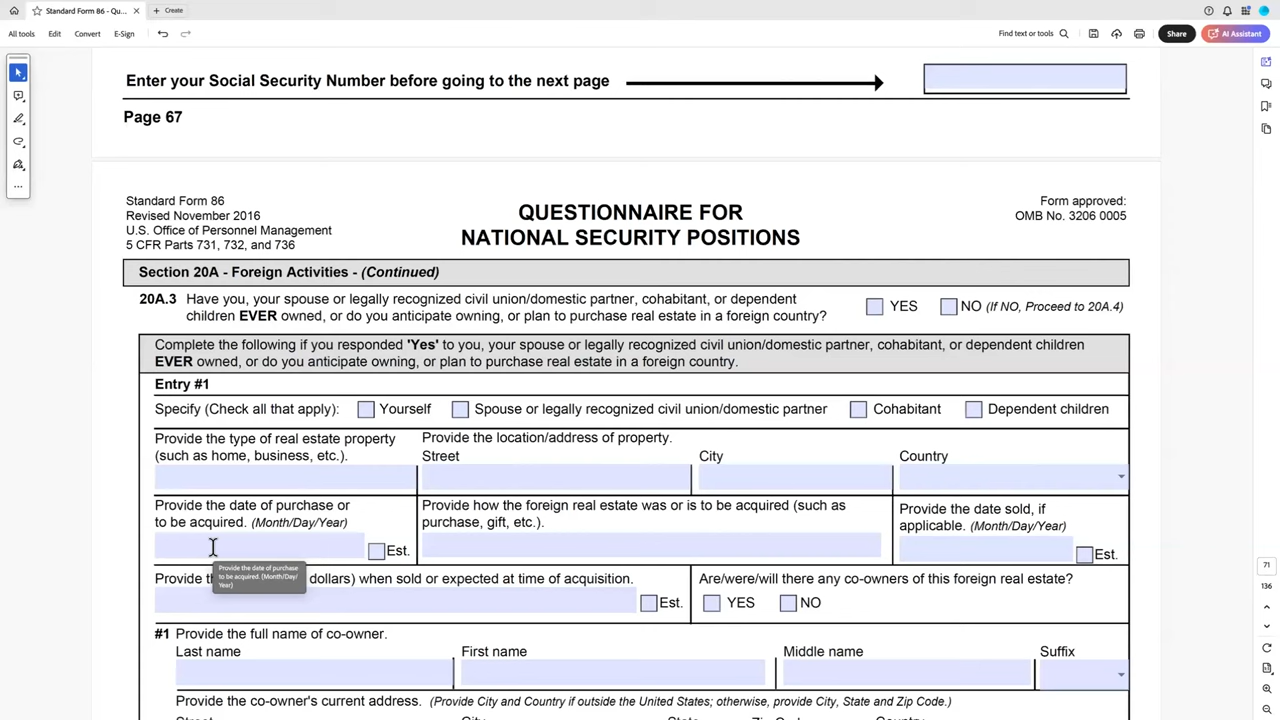 Standard Form 86 - Qu...
Create
All tools
Edit
Convert
E-Sign
Find text or tools
Share
AI Assistant
Enter your Social Security Number before going to the next page
Page 67
Standard Form 86
Revised November 2016
U.S. Office of Personnel Management
5 CFR Parts 731, 732, and 736
QUESTIONNAIRE FOR
NATIONAL SECURITY POSITIONS
Form approved:
OMB No. 3206 0005
Section 20A - Foreign Activities - (Continued)
20A.3 Have you, your spouse or legally recognized civil union/domestic partner, cohabitant, or dependent
children EVER owned, or do you anticipate owning, or plan to purchase real estate in a foreign country?
YES NO (If NO, Proceed to 20A.4)
Complete the following if you responded 'Yes' to you, your spouse or legally recognized civil union/domestic partner, cohabitant, or dependent children
EVER owned, or do you anticipate owning, or plan to purchase real estate in a foreign country.
Entry #1
Specify (Check all that apply): Yourself Spouse or legally recognized civil union/domestic partner Cohabitant Dependent children
Provide the type of real estate property
(such as home, business, etc.).
Provide the location/address of property.
Street City Country
Provide the date of purchase or
to be acquired. (Month/Day/Year)
Est.
Provide how the foreign real estate was or is to be acquired (such as
purchase, gift, etc.).
Provide the date sold, if
applicable. (Month/Day/Year)
Est.
Provide the date of purchase
to be acquired. (Month/Day/
Year)
Provide th dollars) when sold or expected at time of acquisition.
Est.
Are/were/will there any co-owners of this foreign real estate?
YES NO
#1 Provide the full name of co-owner.
Last name First name Middle name Suffix
Provide the co-owner's current address. (Provide City and Country if outside the United States; otherwise, provide City, State and Zip Code.)
Street City State Zip Code Country
71
136